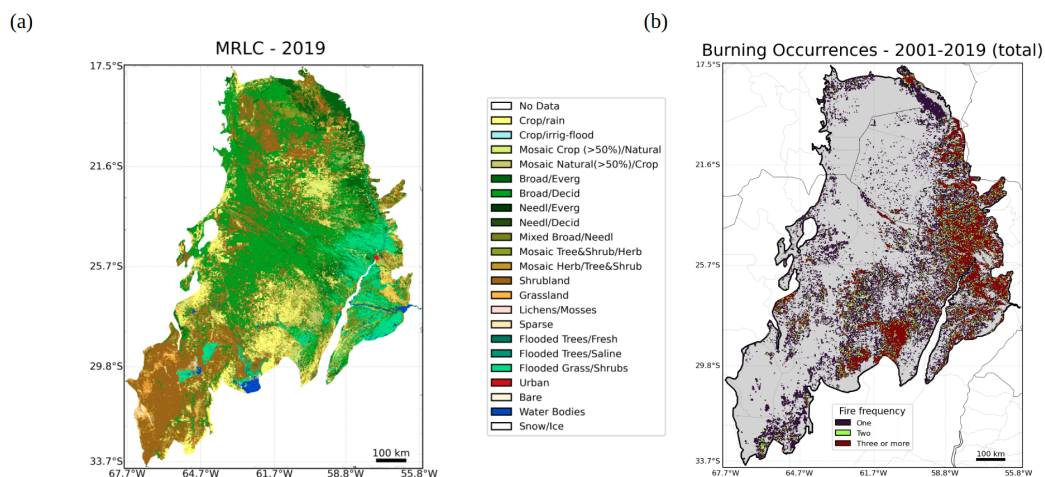 (a)
MRLC - 2019
17.5°S
21.6°S
25.7°S
29.8°S
33.7°S
67.7°W 64.7°W 61.7°W 58.8°W 55.8°W
100 km
No Data
Crop/rain
Crop/irrig-flood
Mosaic Crop (>50%)/Natural
Mosaic Natural(>50%)/Crop
Broad/Everg
Broad/Decid
Needl/Everg
Needl/Decid
Mixed Broad/Needl
Mosaic Tree&Shrub/Herb
Mosaic Herb/Tree&Shrub
Shrubland
Grassland
Lichens/Mosses
Sparse
Flooded Trees/Fresh
Flooded Trees/Saline
Flooded Grass/Shrubs
Urban
Bare
Water Bodies
Snow/Ice
(b)
Burning Occurrences - 2001-2019 (total)
17.5°S
21.6°S
25.7°S
29.8°S
33.7°S
67.7°W 64.7°W 61.7°W 58.8°W 55.8°W
Fire frequency
One
Two
Three or more
100 km